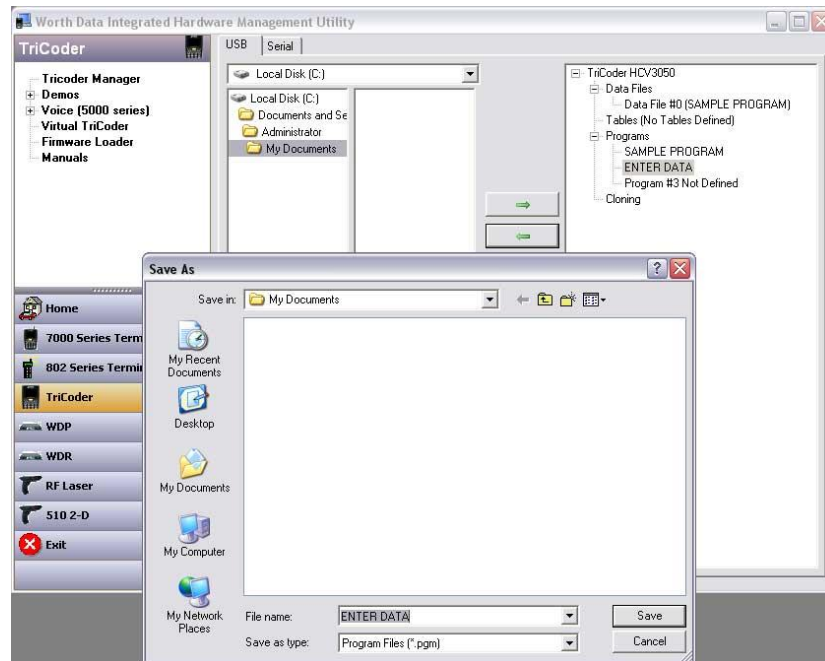 Worth Data Integrated Hardware Management Utility
TriCoder
Tricoder Manager
Demos
Voice (5000 series)
Virtual TriCoder
Firmware Loader
Manuals
USB
Serial
Local Disk (C:)
Local Disk (C:)
Documents and Se
Administrator
My Documents
TriCoder HCV3050
Data Files
Data File #0 (SAMPLE PROGRAM)
Tables (No Tables Defined)
Programs
SAMPLE PROGRAM
ENTER DATA
Program #3 Not Defined
Cloning
Home
7000 Series Term
802 Series Termi
TriCoder
WDP
WDR
RF Laser
510 2-D
Exit
Save As
Save in:
My Documents
My Recent
Documents
Desktop
My Documents
My Computer
My Network
Places
File name:
ENTER DATA
Save
Save as type:
Program Files (*.pgm)
Cancel